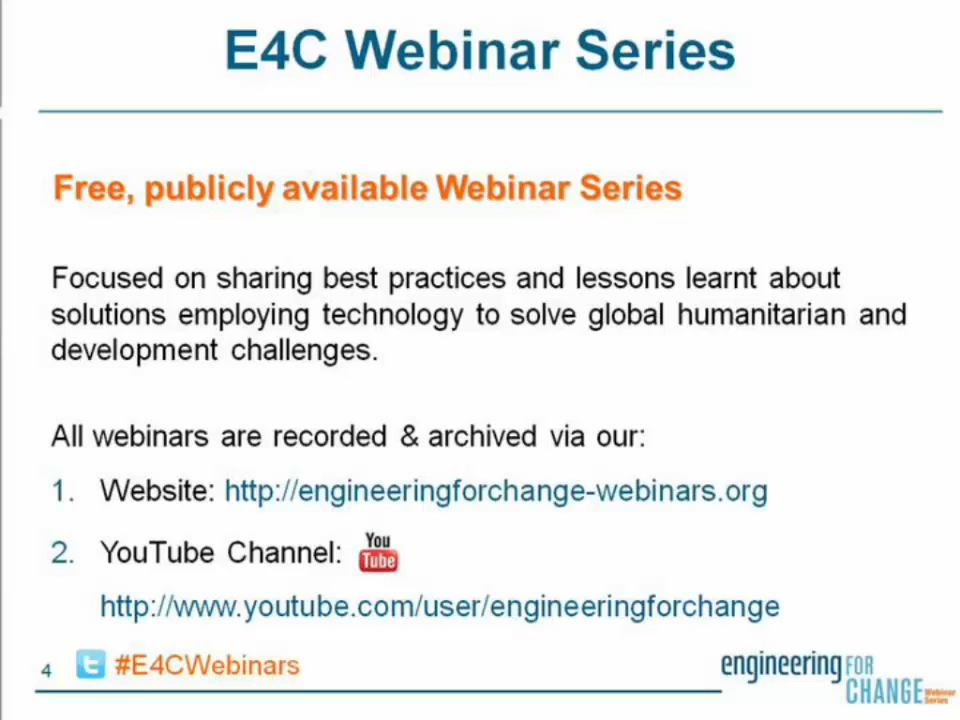 E4C Webinar Series
Free, publicly available Webinar Series
Focused on sharing best practices and lessons learnt about
solutions employing technology to solve global humanitarian and
development challenges.
All webinars are recorded & archived via our:
1. Website: http://engineeringforchange-webinars.org
2. YouTube Channel: You
Tube
http://www.youtube.com/user/engineeringforchange
4 #E4CWebinars
engineering FOR
CHANGE Webinar
Series